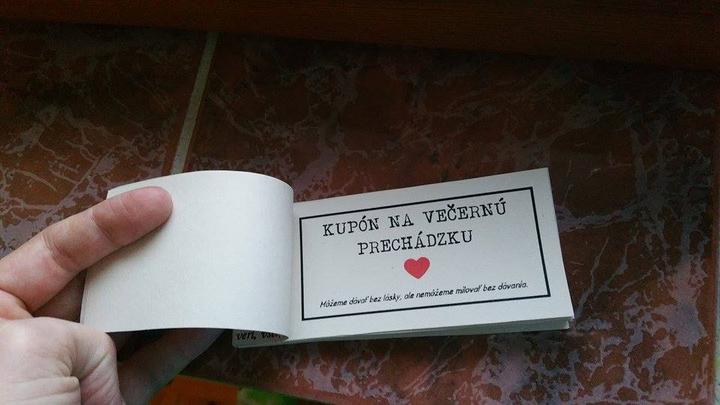 KUPÓN NA VEČERNÚ
PRECHÁDZKU
Môžeme dávať bez lásky, ale nemôžeme milovať bez dávania.